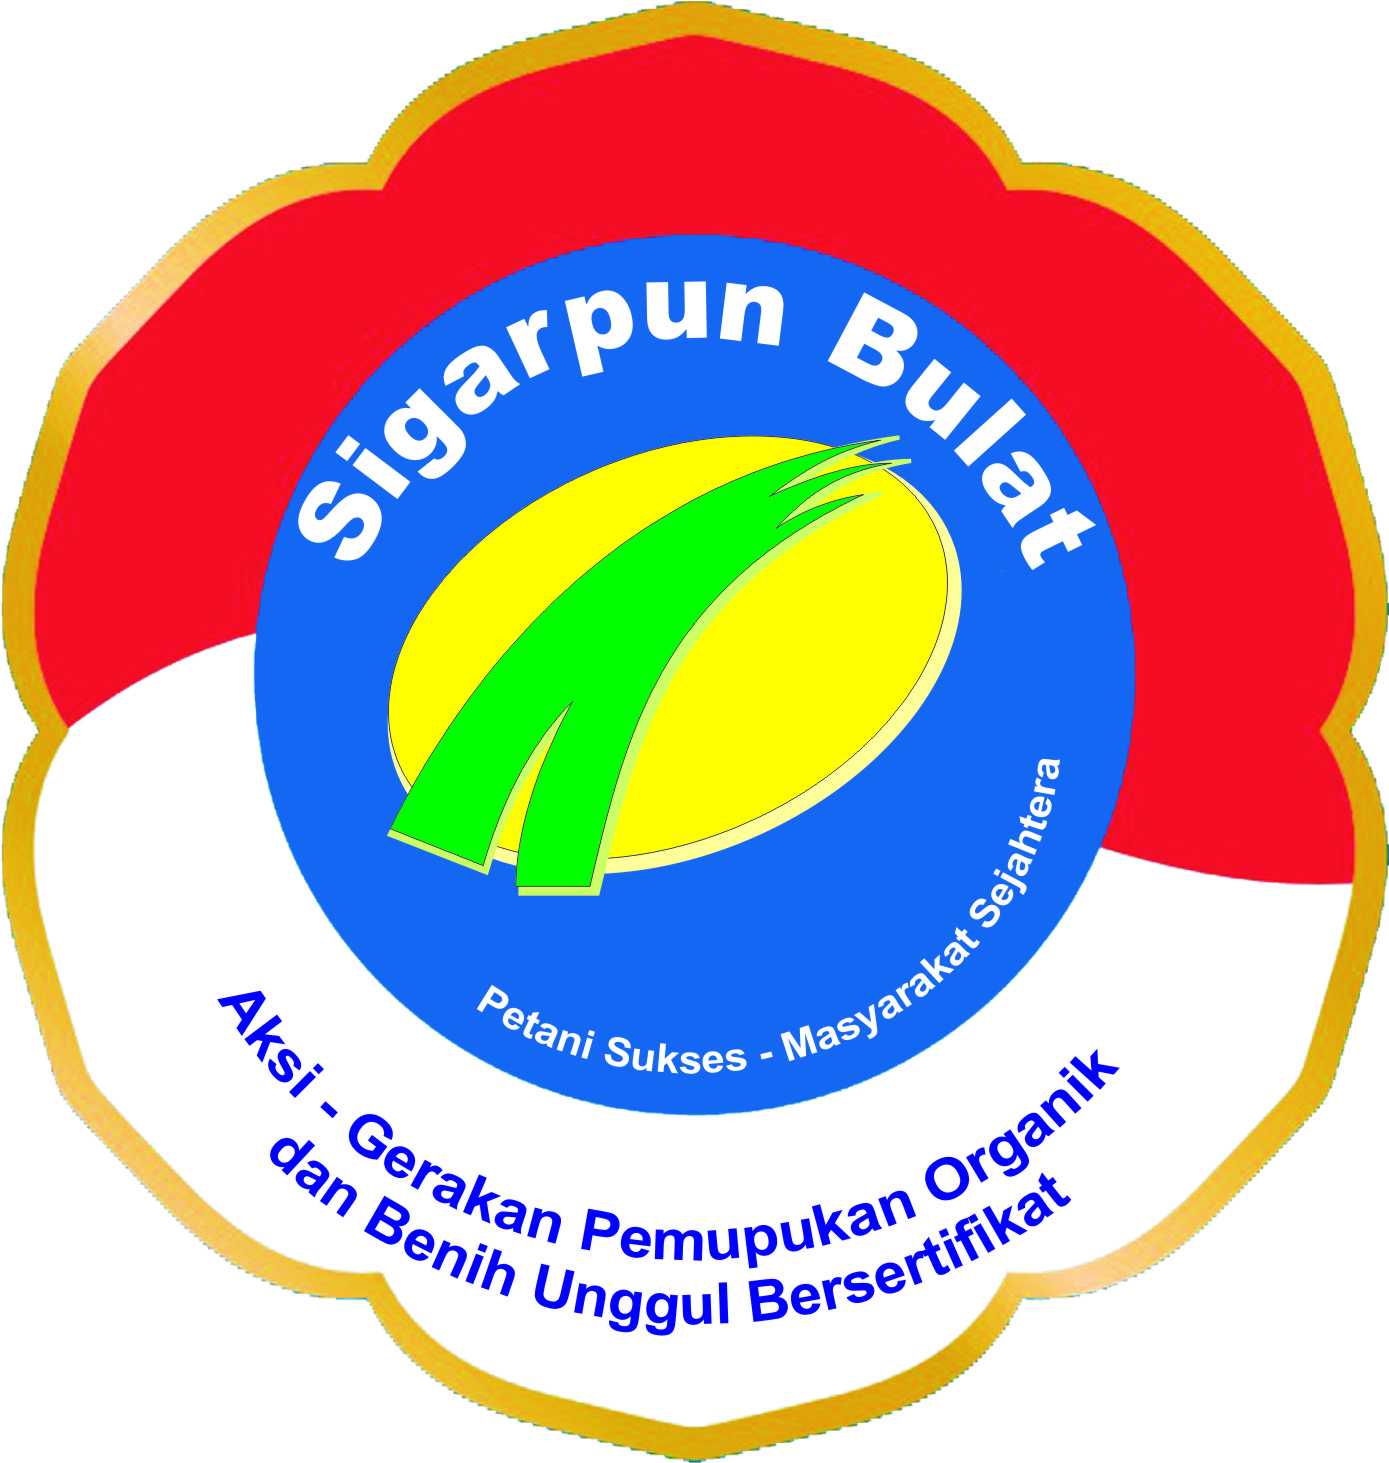 Sigarpun Bulat
Petani Sukses - Masyarakat Sejahtera
Aksi - Gerakan Pemupukan Organik
dan Benih Unggul Bersertifikat